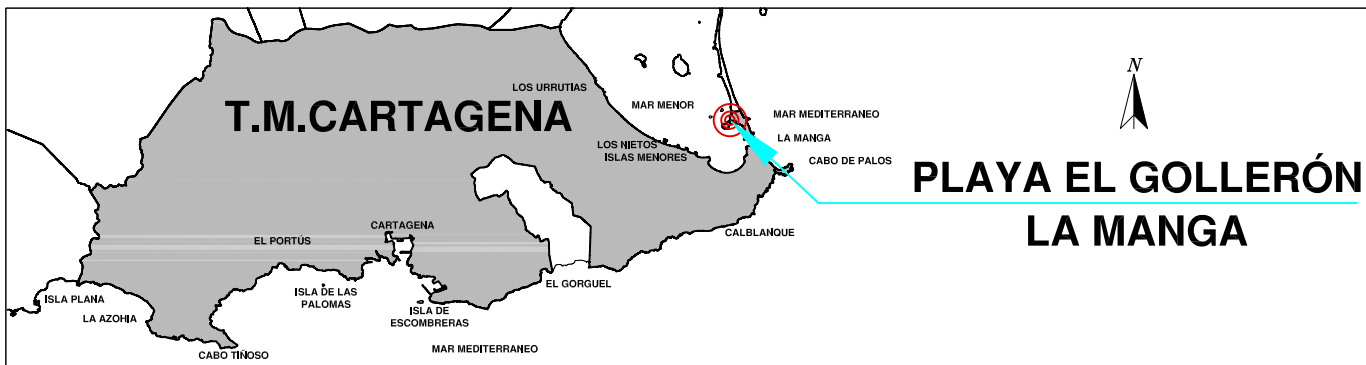 N
LOS URRUTÍAS
MAR MENOR
T.M.CARTAGENA
MAR MEDITERRANEO
LA MANGA
LOS NIETOS
ISLAS MENORES
CABO DE PALOS
PLAYA EL GOLLERÓN
LA MANGA
CARTAGENA
CALBLANQUE
EL PORTÚS
EL GORGUEL
ISLA PLANA
ISLA DE LAS
PALOMAS
LA AZOHIA
ISLA DE
ESCOMBRERAS
CABO TIÑOSO
MAR MEDITERRANEO